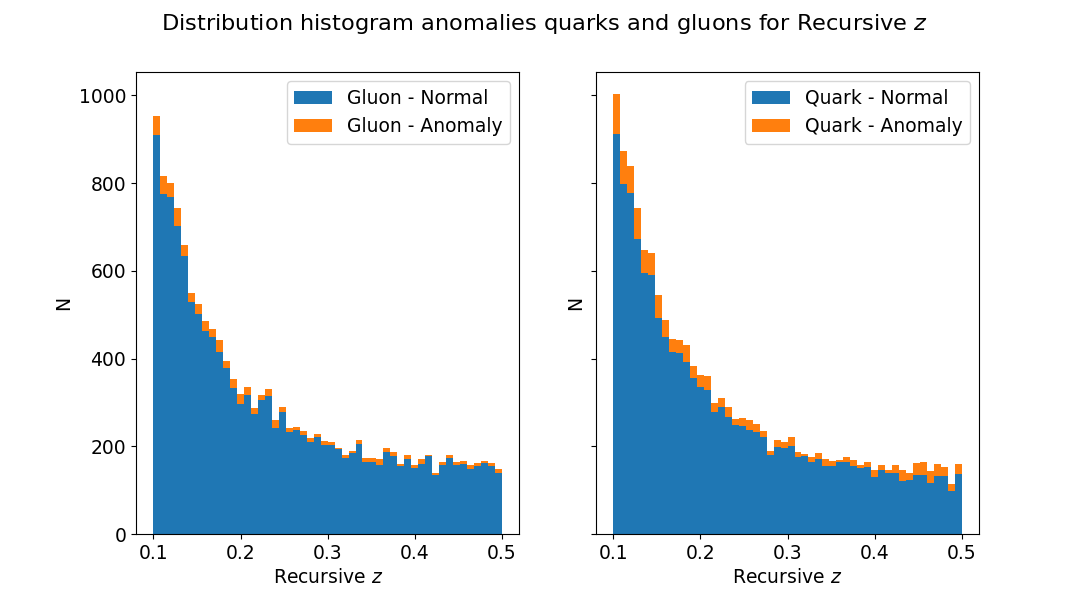 Distribution histogram anomalies quarks and gluons for Recursive z
1000
800
600
400
200
0
N
0.1 0.2 0.3 0.4 0.5
Recursive z
Gluon - Normal
Gluon - Anomaly
N
0.1 0.2 0.3 0.4 0.5
Recursive z
Quark - Normal
Quark - Anomaly